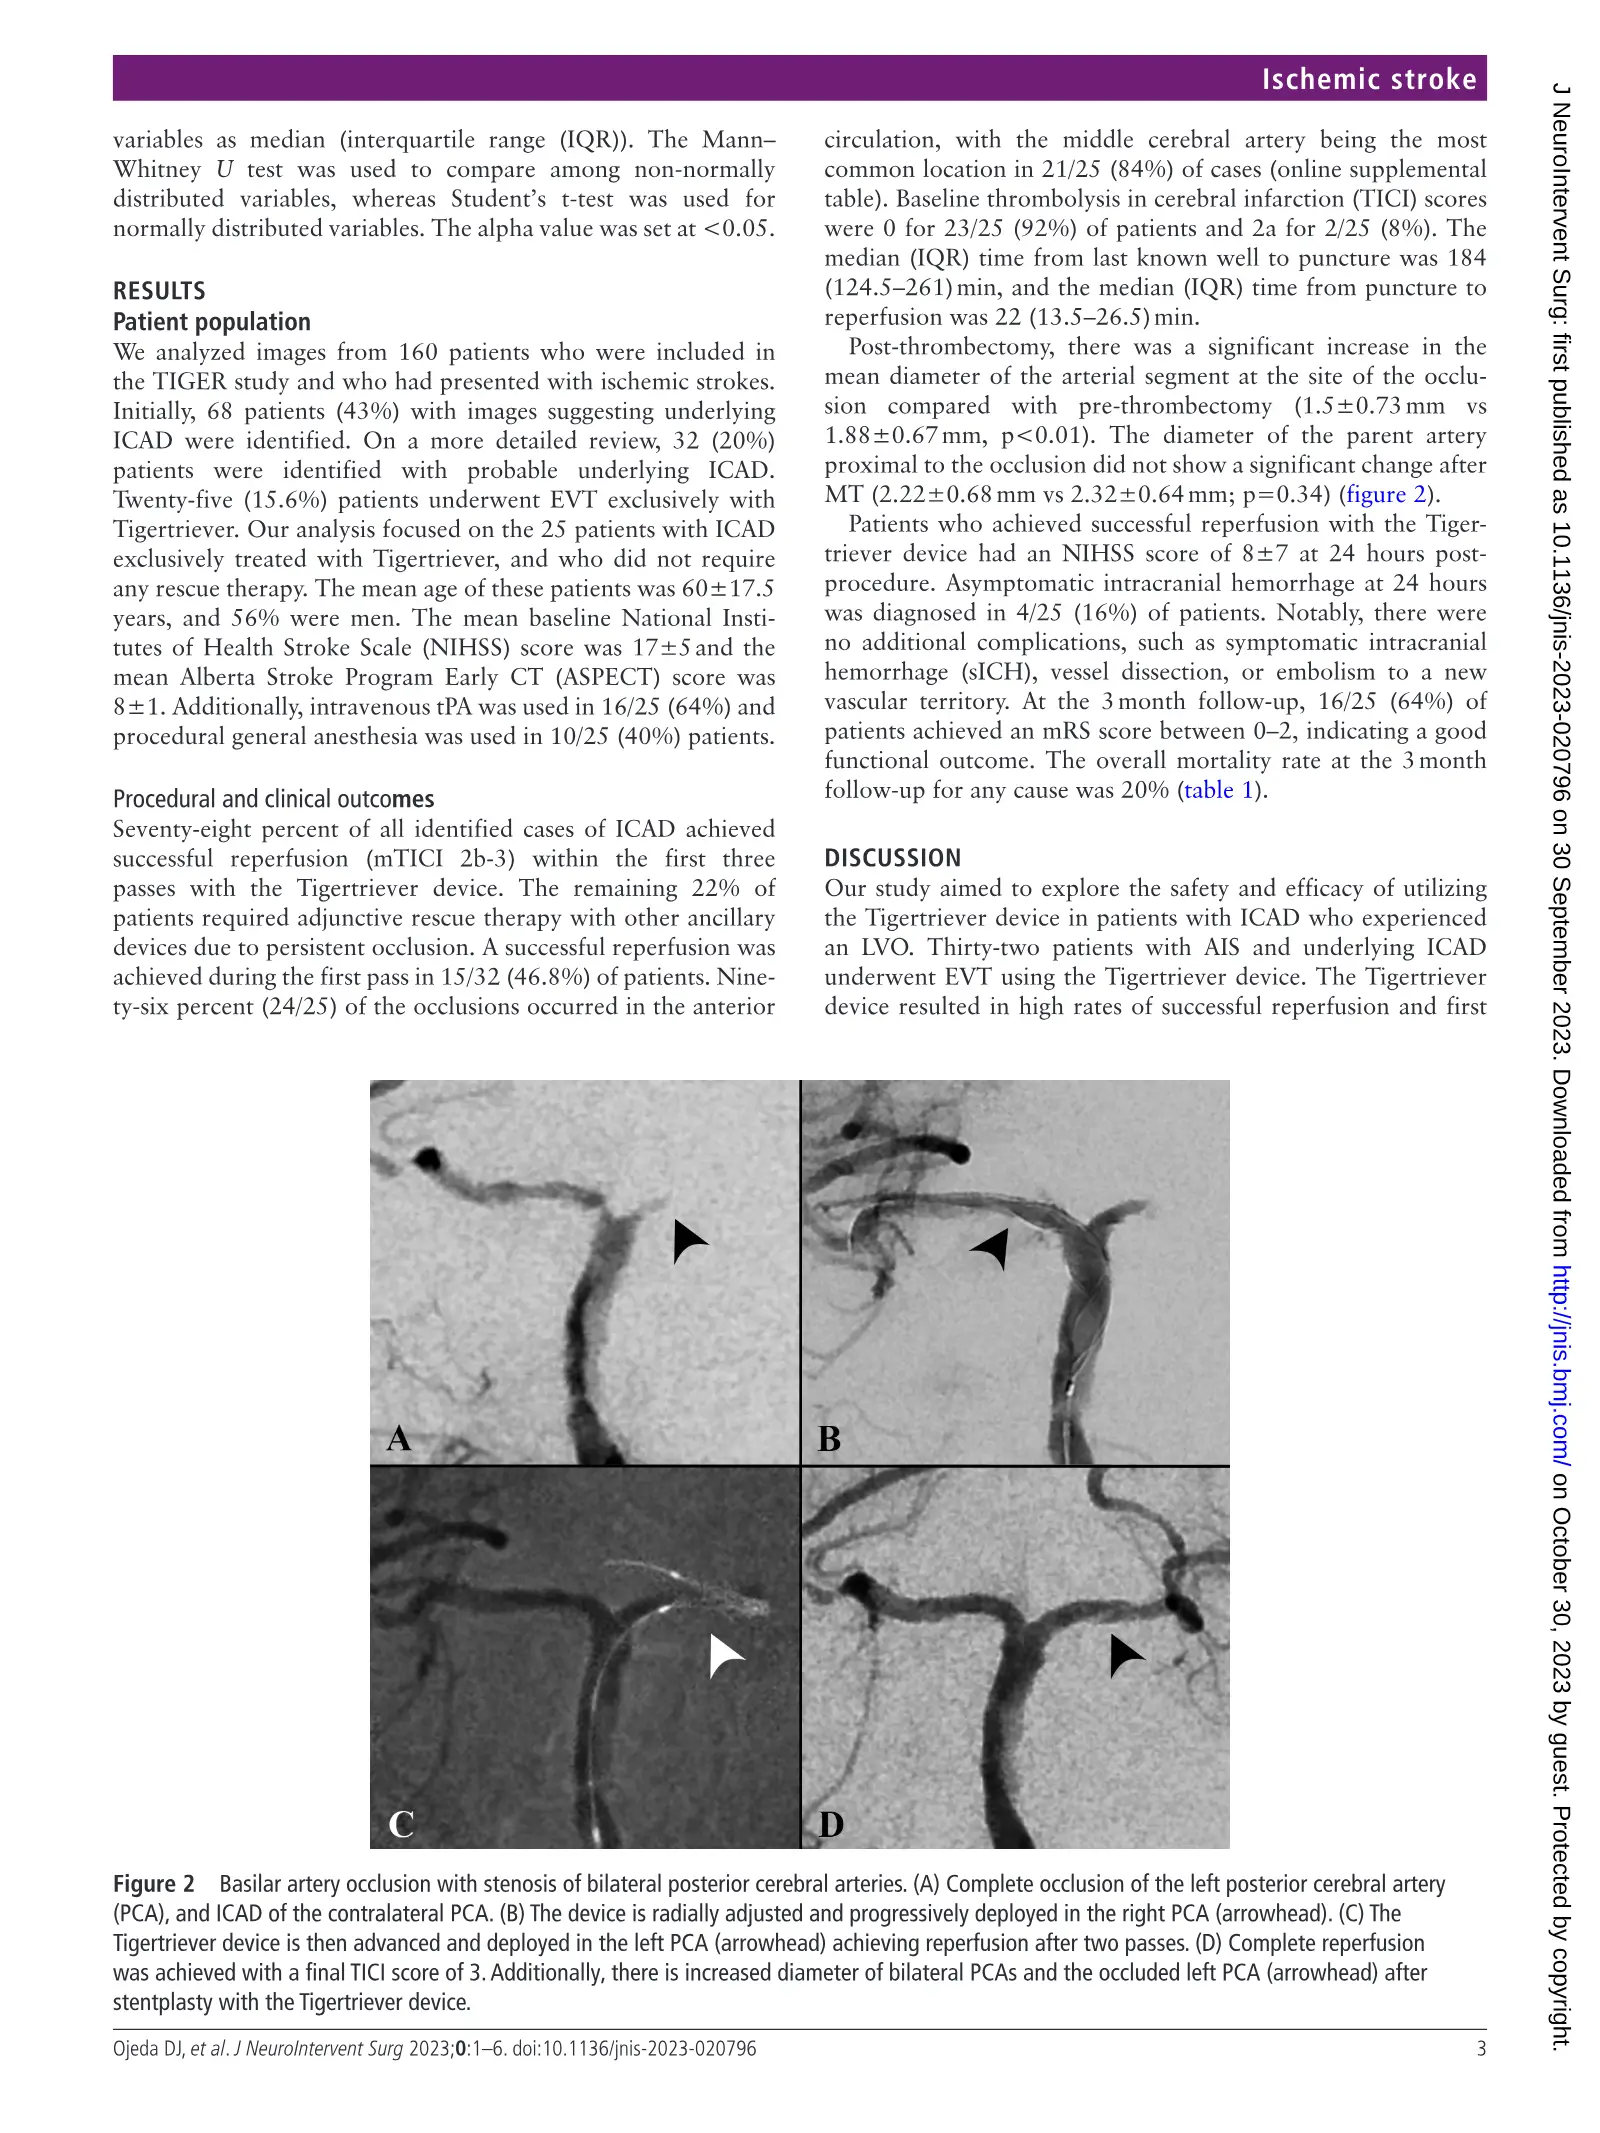 Ischemic stroke
variables as median (interquartile range (IQR)). The Mann–
Whitney U test was used to compare among non-normally
distributed variables, whereas Student’s t-test was used for
normally distributed variables. The alpha value was set at <0.05.
RESULTS
Patient population
We analyzed images from 160 patients who were included in
the TIGER study and who had presented with ischemic strokes.
Initially, 68 patients (43%) with images suggesting underlying
ICAD were identified. On a more detailed review, 32 (20%)
patients were identified with probable underlying ICAD.
Twenty-five (15.6%) patients underwent EVT exclusively with
Tigertriever. Our analysis focused on the 25 patients with ICAD
exclusively treated with Tigertriever, and who did not require
any rescue therapy. The mean age of these patients was 60±17.5
years, and 56% were men. The mean baseline National Insti-
tutes of Health Stroke Scale (NIHSS) score was 17±5 and the
mean Alberta Stroke Program Early CT (ASPECT) score was
8±1. Additionally, intravenous tPA was used in 16/25 (64%) and
procedural general anesthesia was used in 10/25 (40%) patients.
Procedural and clinical outcomes
Seventy-eight percent of all identified cases of ICAD achieved
successful reperfusion (mTICI 2b-3) within the first three
passes with the Tigertriever device. The remaining 22% of
patients required adjunctive rescue therapy with other ancillary
devices due to persistent occlusion. A successful reperfusion was
achieved during the first pass in 15/32 (46.8%) of patients. Nine-
ty-six percent (24/25) of the occlusions occurred in the anterior
circulation, with the middle cerebral artery being the most
common location in 21/25 (84%) of cases (online supplemental
table). Baseline thrombolysis in cerebral infarction (TICI) scores
were 0 for 23/25 (92%) of patients and 2a for 2/25 (8%). The
median (IQR) time from last known well to puncture was 184
(124.5–261) min, and the median (IQR) time from puncture to
reperfusion was 22 (13.5–26.5) min.
Post-thrombectomy, there was a significant increase in the
mean diameter of the arterial segment at the site of the occlu-
sion compared with pre-thrombectomy (1.5±0.73 mm vs
1.88±0.67 mm, p<0.01). The diameter of the parent artery
proximal to the occlusion did not show a significant change after
MT (2.22±0.68 mm vs 2.32±0.64 mm; p=0.34) (figure 2).
Patients who achieved successful reperfusion with the Tiger-
triever device had an NIHSS score of 8±7 at 24 hours post-
procedure. Asymptomatic intracranial hemorrhage at 24 hours
was diagnosed in 4/25 (16%) of patients. Notably, there were
no additional complications, such as symptomatic intracranial
hemorrhage (sICH), vessel dissection, or embolism to a new
vascular territory. At the 3 month follow-up, 16/25 (64%) of
patients achieved an mRS score between 0–2, indicating a good
functional outcome. The overall mortality rate at the 3 month
follow-up for any cause was 20% (table 1).
DISCUSSION
Our study aimed to explore the safety and efficacy of utilizing
the Tigertriever device in patients with ICAD who experienced
an LVO. Thirty-two patients with AIS and underlying ICAD
underwent EVT using the Tigertriever device. The Tigertriever
device resulted in high rates of successful reperfusion and first
A
B
C
D
Figure 2 Basilar artery occlusion with stenosis of bilateral posterior cerebral arteries. (A) Complete occlusion of the left posterior cerebral artery
(PCA), and ICAD of the contralateral PCA. (B) The device is radially adjusted and progressively deployed in the right PCA (arrowhead). (C) The
Tigertriever device is then advanced and deployed in the left PCA (arrowhead) achieving reperfusion after two passes. (D) Complete reperfusion
was achieved with a final TICI score of 3. Additionally, there is increased diameter of bilateral PCAs and the occluded left PCA (arrowhead) after
stentplasty with the Tigertriever device.
Ojeda DJ, et al. J NeuroIntervent Surg 2023;0:1–6. doi:10.1136/jnis-2023-020796
3
J NeuroIntervent Surg: first published as 10.1136/jnis-2023-020796 on 30 September 2023. Downloaded from http://jnis.bmj.com/ on October 30, 2023 by guest. Protected by copyright.